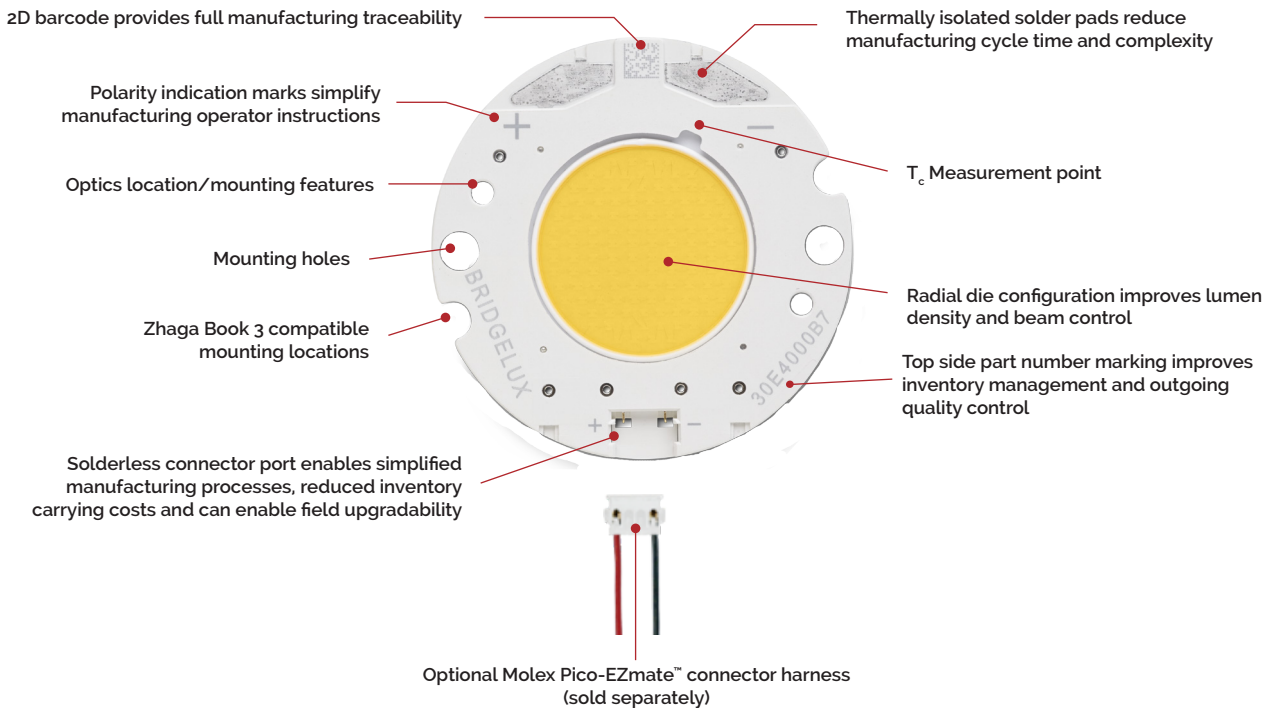 2D barcode provides full manufacturing traceability
Thermally isolated solder pads reduce
manufacturing cycle time and complexity
Polarity indication marks simplify
manufacturing operator instructions
+
−
Tc Measurement point
Optics location/mounting features
Mounting holes
BRIDGELUX
Radial die configuration improves lumen
density and beam control
Zhaga Book 3 compatible
mounting locations
30E4000B7
Top side part number marking improves
inventory management and outgoing
quality control
+
−
Solderless connector port enables simplified
manufacturing processes, reduced inventory
carrying costs and can enable field upgradability
Optional Molex Pico-EZmate™ connector harness
(sold separately)